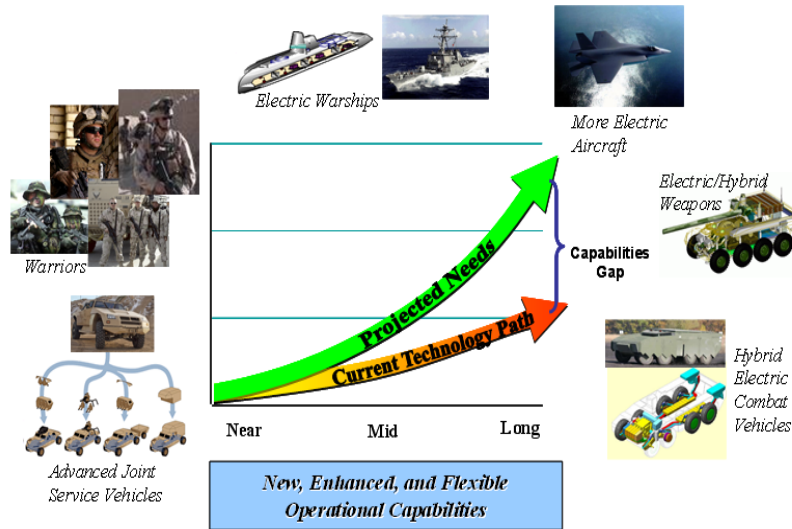 Electric Warships
More Electric
Aircraft
Electric/Hybrid
Weapons
Warriors
Capabilities
Gap
Projected Needs
Current Technology Path
Hybrid
Electric
Combat
Vehicles
Near
Mid
Long
Advanced Joint
Service Vehicles
New, Enhanced, and Flexible
Operational Capabilities